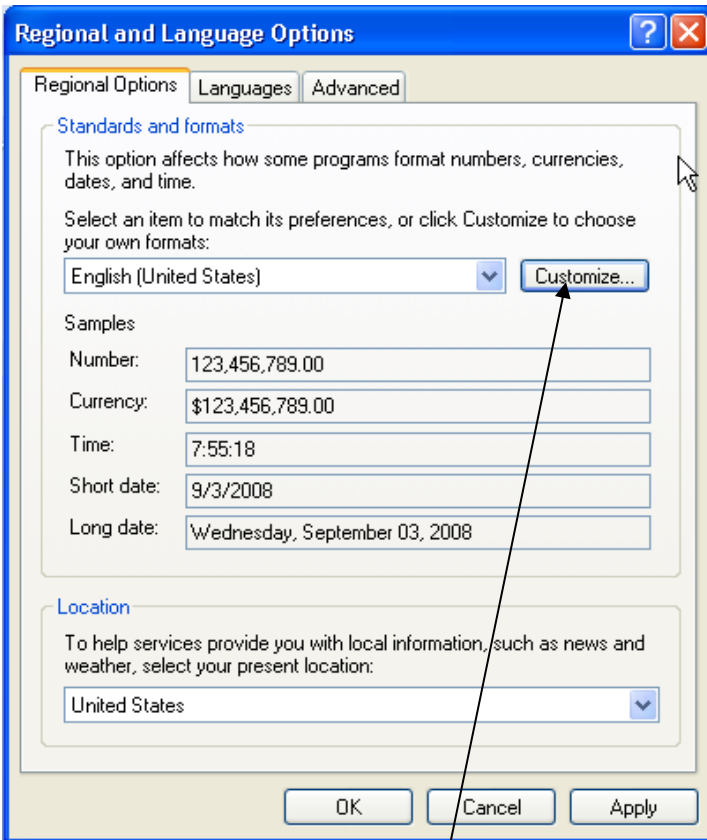 Regional and Language Options
Regional Options Languages Advanced
Standards and formats
This option affects how some programs format numbers, currencies,
dates, and time.
Select an item to match its preferences, or click Customize to choose
your own formats:
English (United States) Customize...
Samples
Number: 123,456,789.00
Currency: $123,456,789.00
Time: 7:55:18
Short date: 9/3/2008
Long date: Wednesday, September 03, 2008
Location
To help services provide you with local information, such as news and
weather, select your present location:
United States
OK Cancel Apply